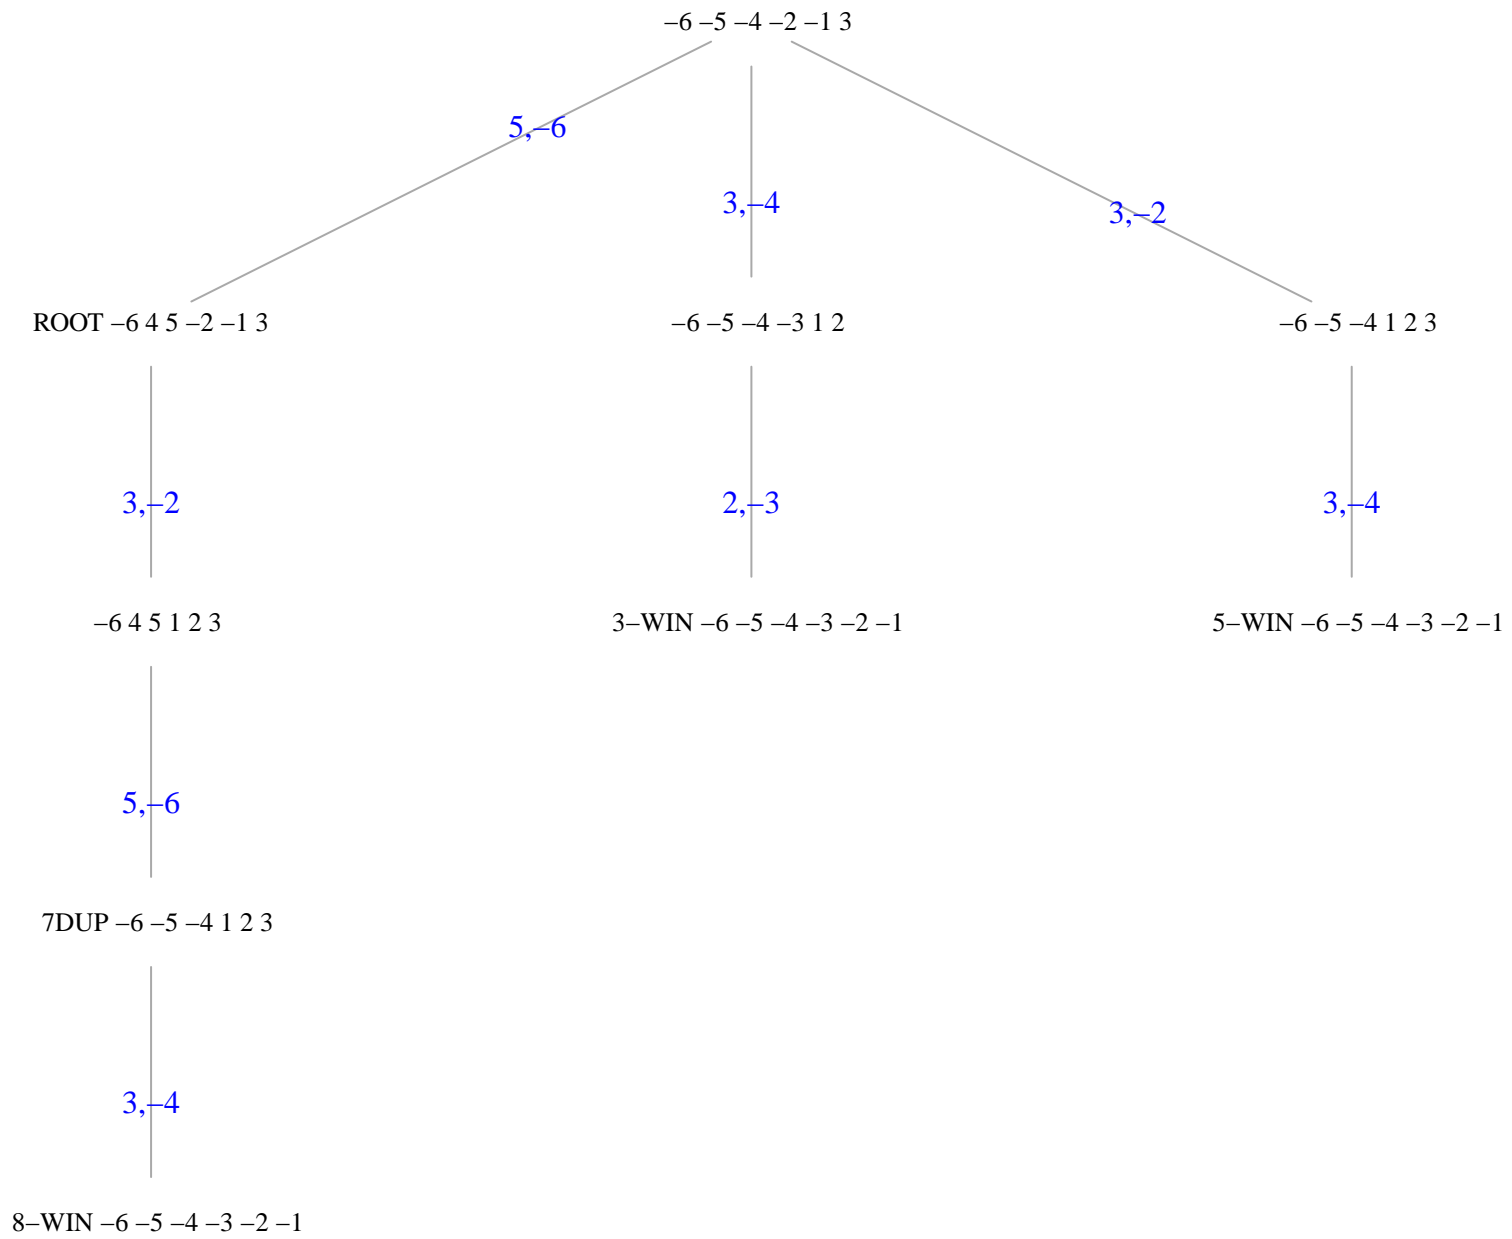 –6 –5 –4 –2 –1 3
5,–6
3,–4
3,–2
ROOT –6 4 5 –2 –1 3
–6 –5 –4 –3 1 2
–6 –5 –4 1 2 3
3,–2
2,–3
3,–4
–6 4 5 1 2 3
3–WIN –6 –5 –4 –3 –2 –1
5–WIN –6 –5 –4 –3 –2 –1
5,–6
7DUP –6 –5 –4 1 2 3
3,–4
8–WIN –6 –5 –4 –3 –2 –1